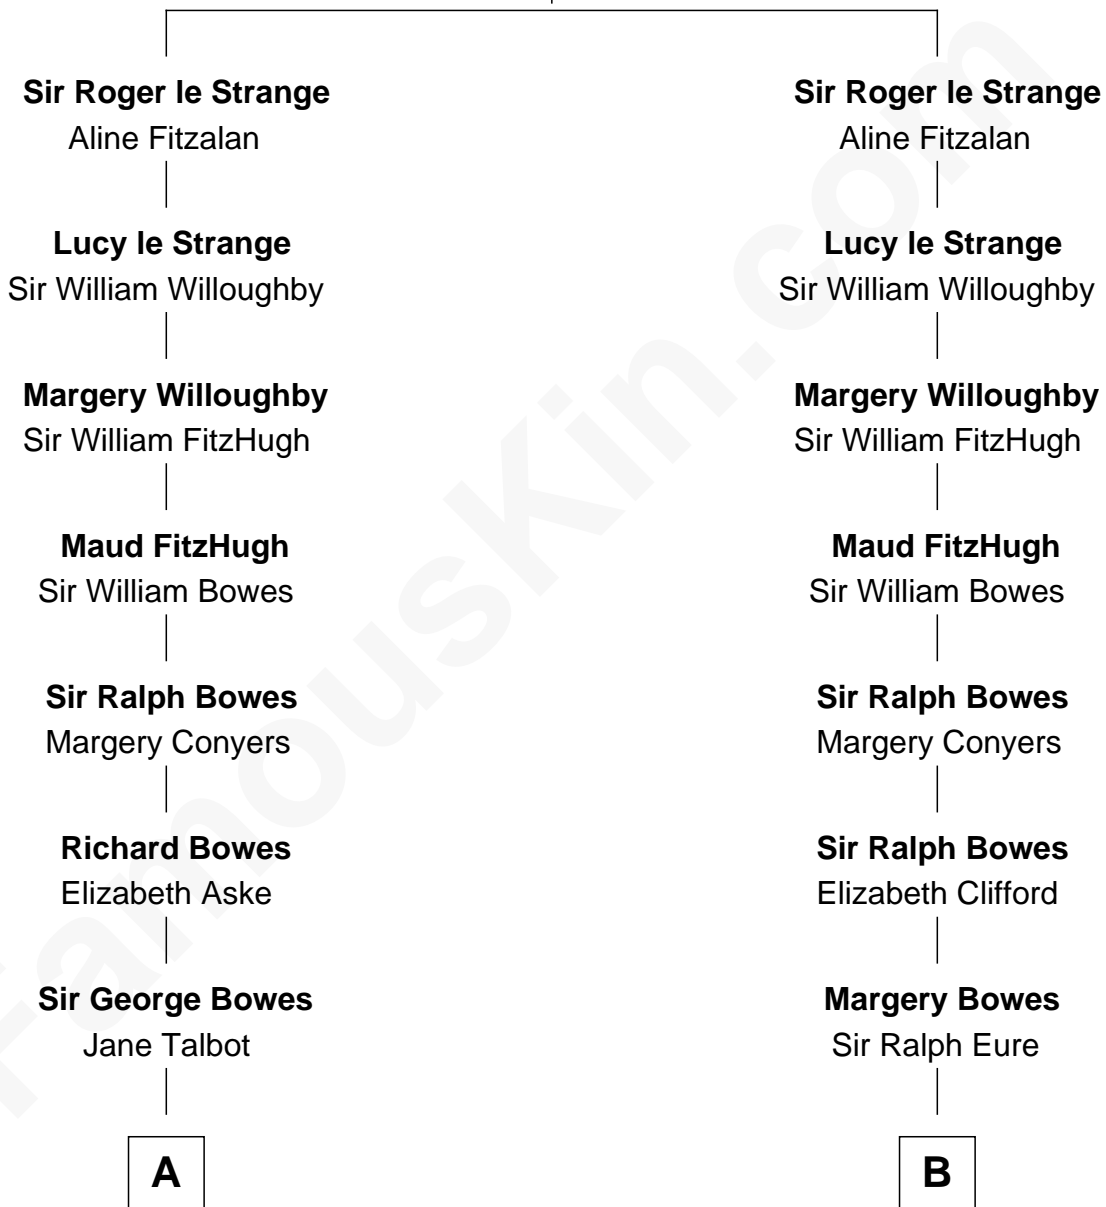 Sir Roger le Strange
Aline Fitzalan
Lucy le Strange
Sir William Willoughby
Margery Willoughby
Sir William FitzHugh
Maud FitzHugh
Sir William Bowes
Sir Ralph Bowes
Margery Conyers
Richard Bowes
Elizabeth Aske
Sir George Bowes
Jane Talbot
A
Sir Roger le Strange
Aline Fitzalan
Lucy le Strange
Sir William Willoughby
Margery Willoughby
Sir William FitzHugh
Maud FitzHugh
Sir William Bowes
Sir Ralph Bowes
Margery Conyers
Sir Ralph Bowes
Elizabeth Clifford
Margery Bowes
Sir Ralph Eure
B
FamousKin.com